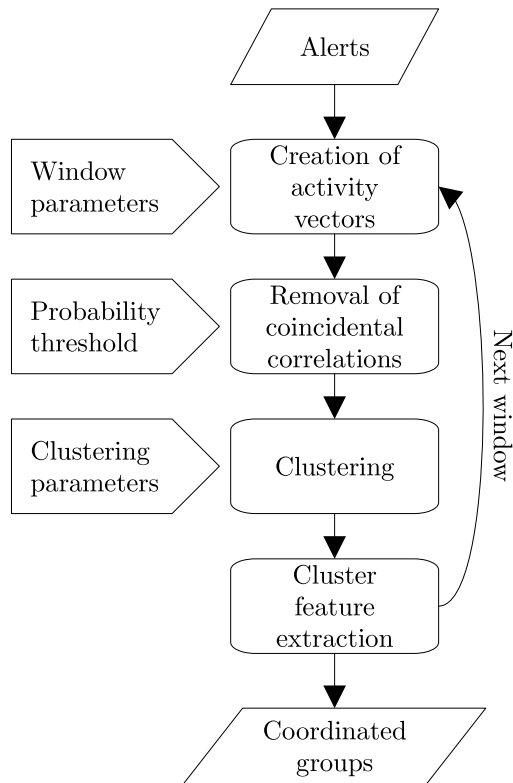 Alerts
Window
parameters
Creation of
activity
vectors
Probability
threshold
Removal of
coincidental
correlations
Next window
Clustering
parameters
Clustering
Cluster
feature
extraction
Coordinated
groups